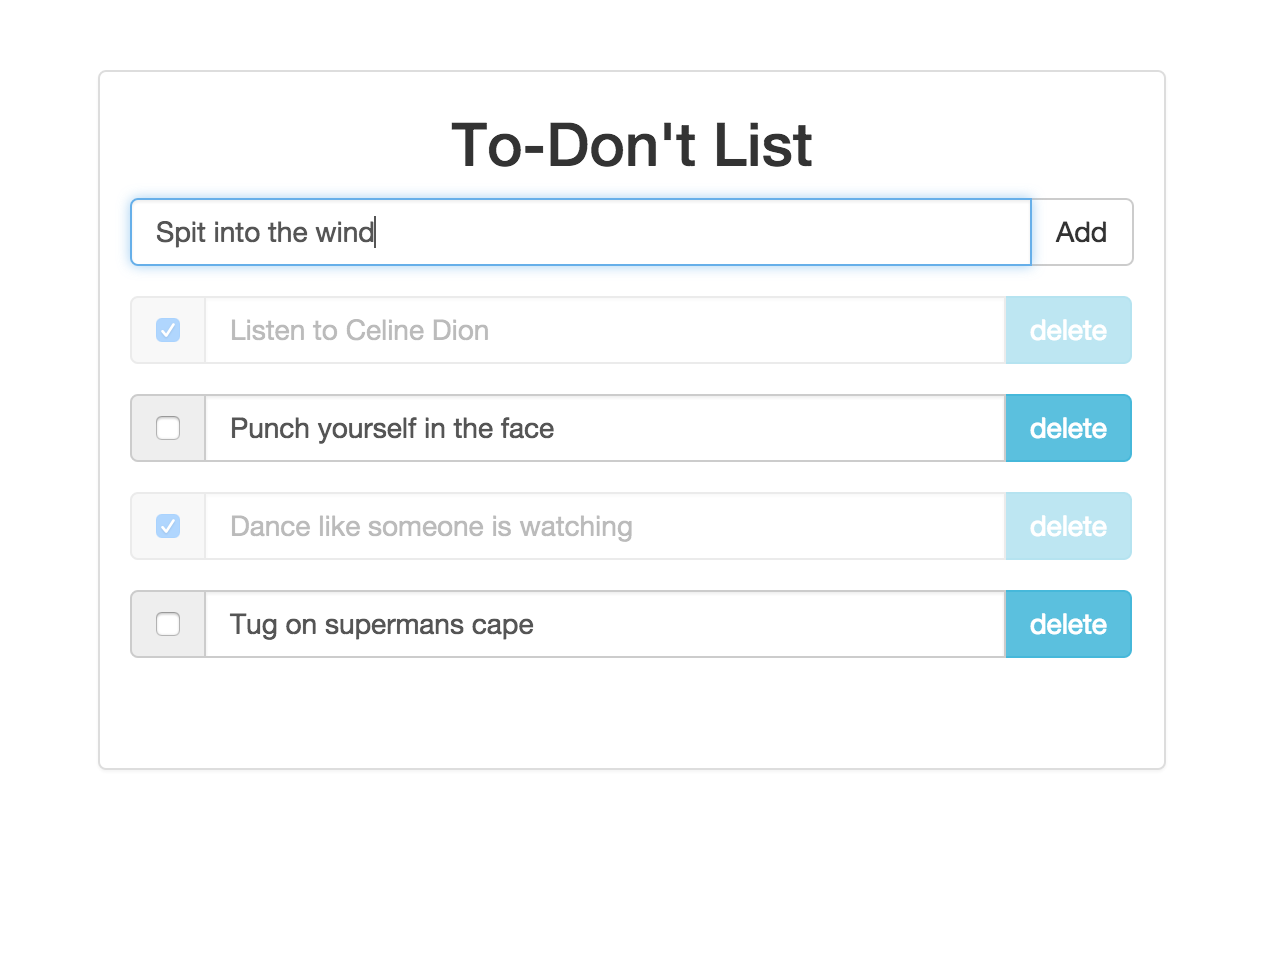 To-Don't List
Spit into the wind Add
Listen to Celine Dion delete
Punch yourself in the face delete
Dance like someone is watching delete
Tug on supermans cape delete